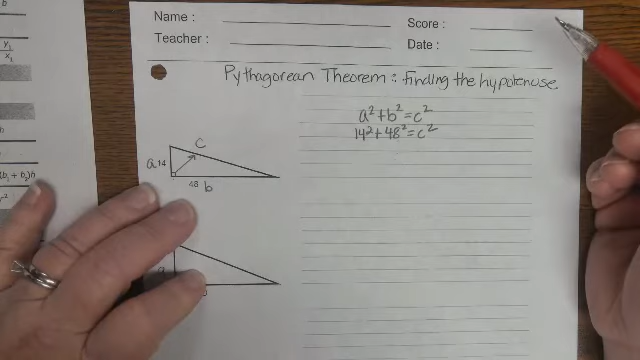 Name :
Score :
Teacher :
Date :
Pythagorean Theorem : Finding the hypotenuse
a² + b² = c²
14² + 48² = c²
c
a 14
48 b